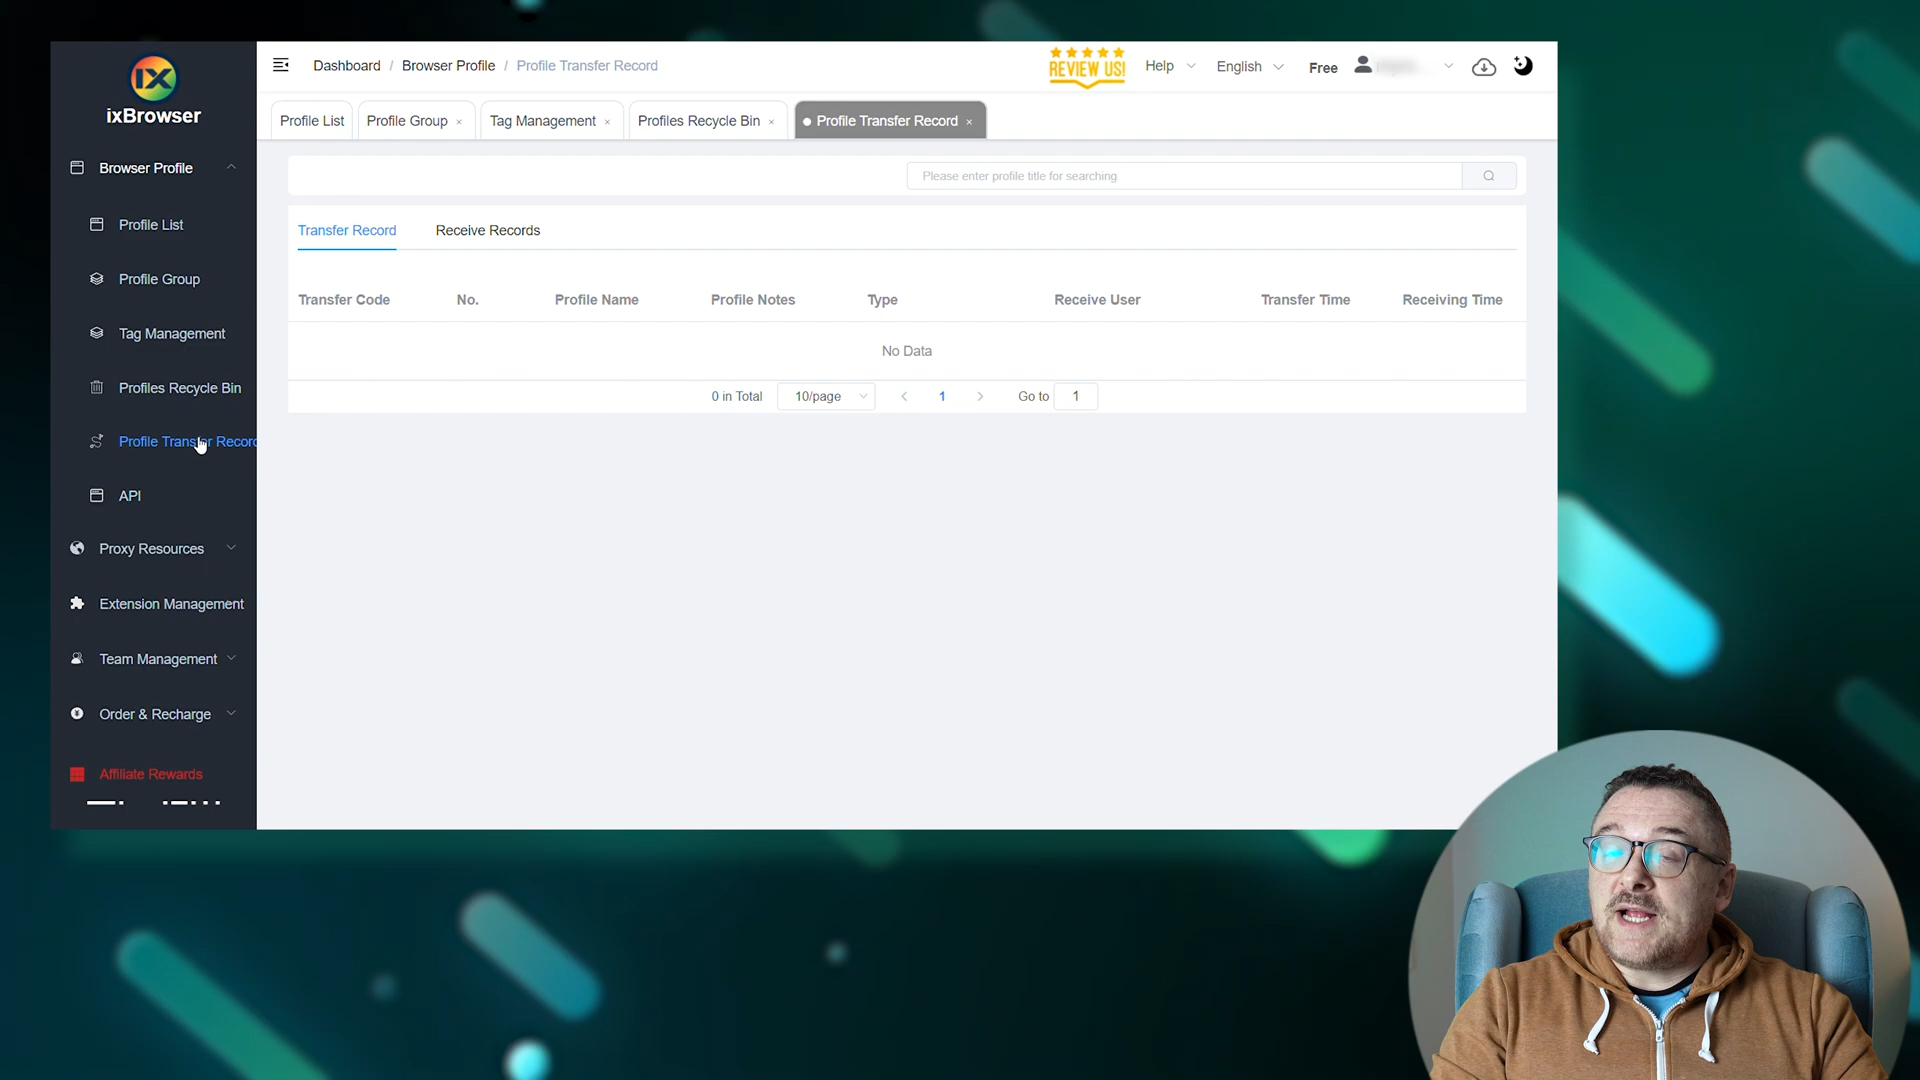 IX
ixBrowser
Dashboard / Browser Profile / Profile Transfer Record
REVIEW US!
Help
English
Free
Profile List
Profile Group ×
Tag Management ×
Profiles Recycle Bin ×
Profile Transfer Record ×
Browser Profile
Profile List
Profile Group
Tag Management
Profiles Recycle Bin
Profile Transfer Record
API
Proxy Resources
Extension Management
Team Management
Order & Recharge
Affiliate Rewards
Please enter profile title for searching
Transfer Record
Receive Records
Transfer Code No. Profile Name Profile Notes Type Receive User Transfer Time Receiving Time
No Data
0 in Total 10/page < 1 > Go to 1